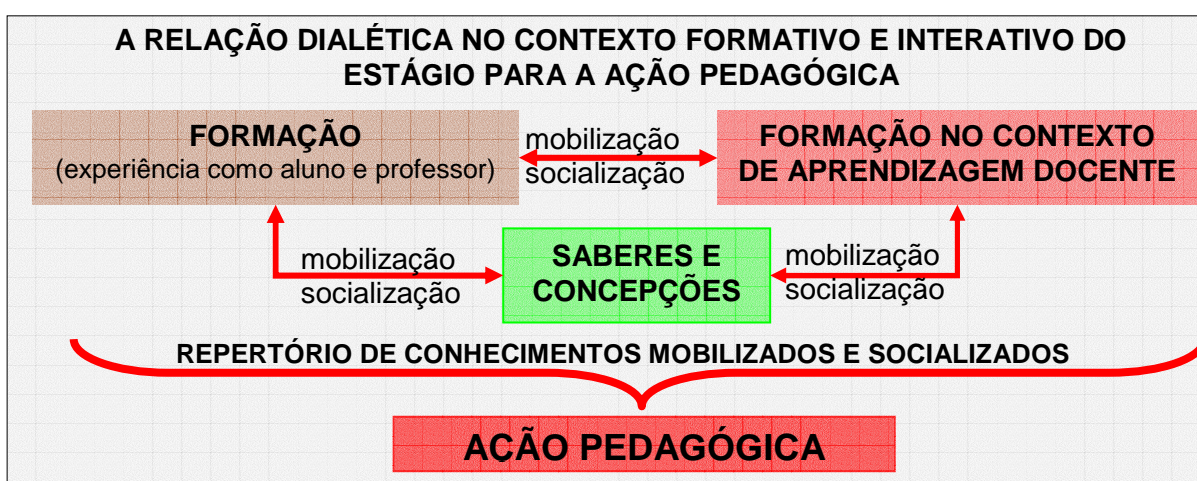 A RELAÇÃO DIALÉTICA NO CONTEXTO FORMATIVO E INTERATIVO DO
ESTÁGIO PARA A AÇÃO PEDAGÓGICA
FORMAÇÃO
(experiência como aluno e professor)
mobilização
socialização
FORMAÇÃO NO CONTEXTO
DE APRENDIZAGEM DOCENTE
mobilização
socialização
SABERES E
CONCEPÇÕES
mobilização
socialização
REPERTÓRIO DE CONHECIMENTOS MOBILIZADOS E SOCIALIZADOS
AÇÃO PEDAGÓGICA